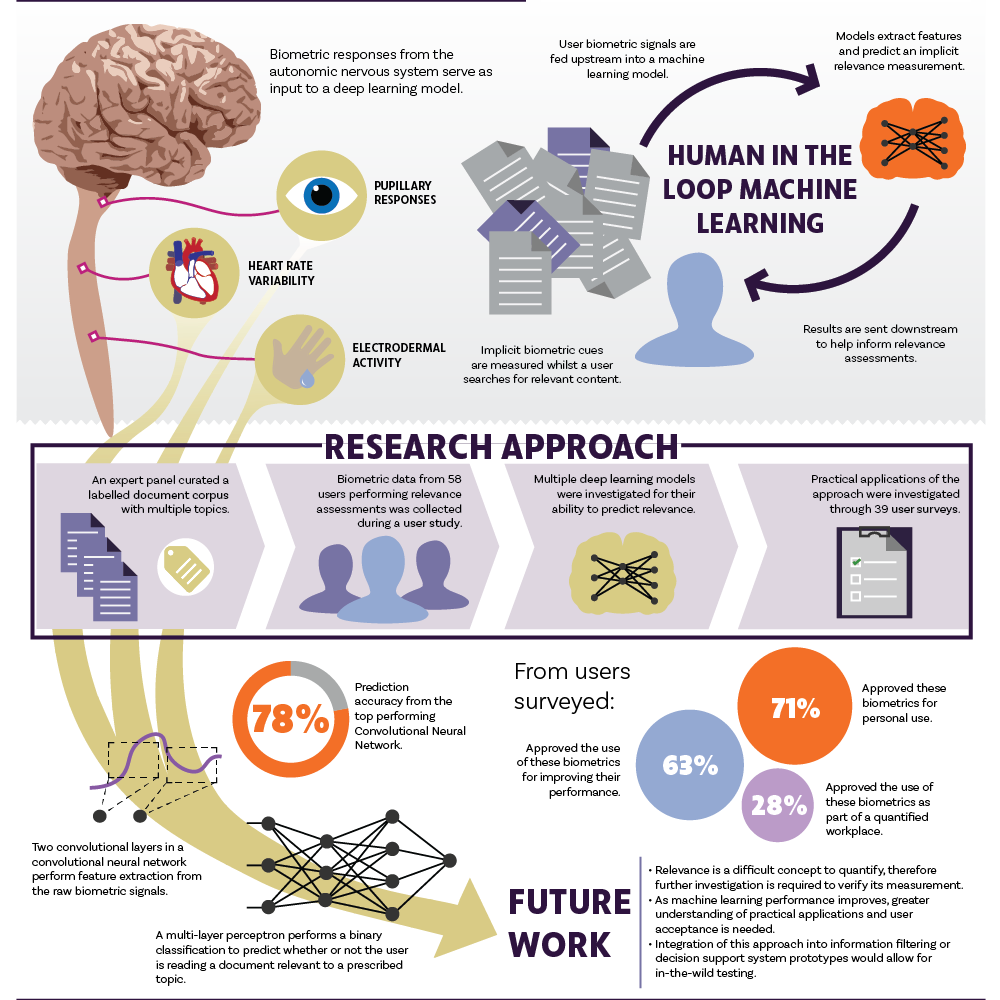 Biometric responses from the
autonomic nervous system serve as
input to a deep learning model.
PUPILLARY
RESPONSES
HEART RATE
VARIABILITY
ELECTRODERMAL
ACTIVITY
User biometric signals are
fed upstream into a machine
learning model.
Models extract features
and predict an implicit
relevance measurement.
HUMAN IN THE
LOOP MACHINE
LEARNING
Implicit biometric cues
are measured whilst a user
searches for relevant content.
Results are sent downstream
to help inform relevance
assessments.
RESEARCH APPROACH
An expert panel curated a
labelled document corpus
with multiple topics.
Biometric data from 58
users performing relevance
assessments was collected
during a user study.
Multiple deep learning models
were investigated for their
ability to predict relevance.
Practical applications of the
approach were investigated
through 39 user surveys.
78%
Prediction
accuracy from the
top performing
Convolutional Neural
Network.
From users
surveyed:
Approved the use
of these biometrics
for improving their
performance.
63%
71%
Approved these
biometrics for
personal use.
28%
Approved the use of
these biometrics as
part of a quantified
workplace.
Two convolutional layers in a
convolutional neural network
perform feature extraction from
the raw biometric signals.
A multi-layer perceptron performs a binary
classification to predict whether or not the user
is reading a document relevant to a prescribed
topic.
FUTURE
WORK
• Relevance is a difficult concept to quantify, therefore
further investigation is required to verify its measurement.
• As machine learning performance improves, greater
understanding of practical applications and user
acceptance is needed.
• Integration of this approach into information filtering or
decision support system prototypes would allow for
in-the-wild testing.